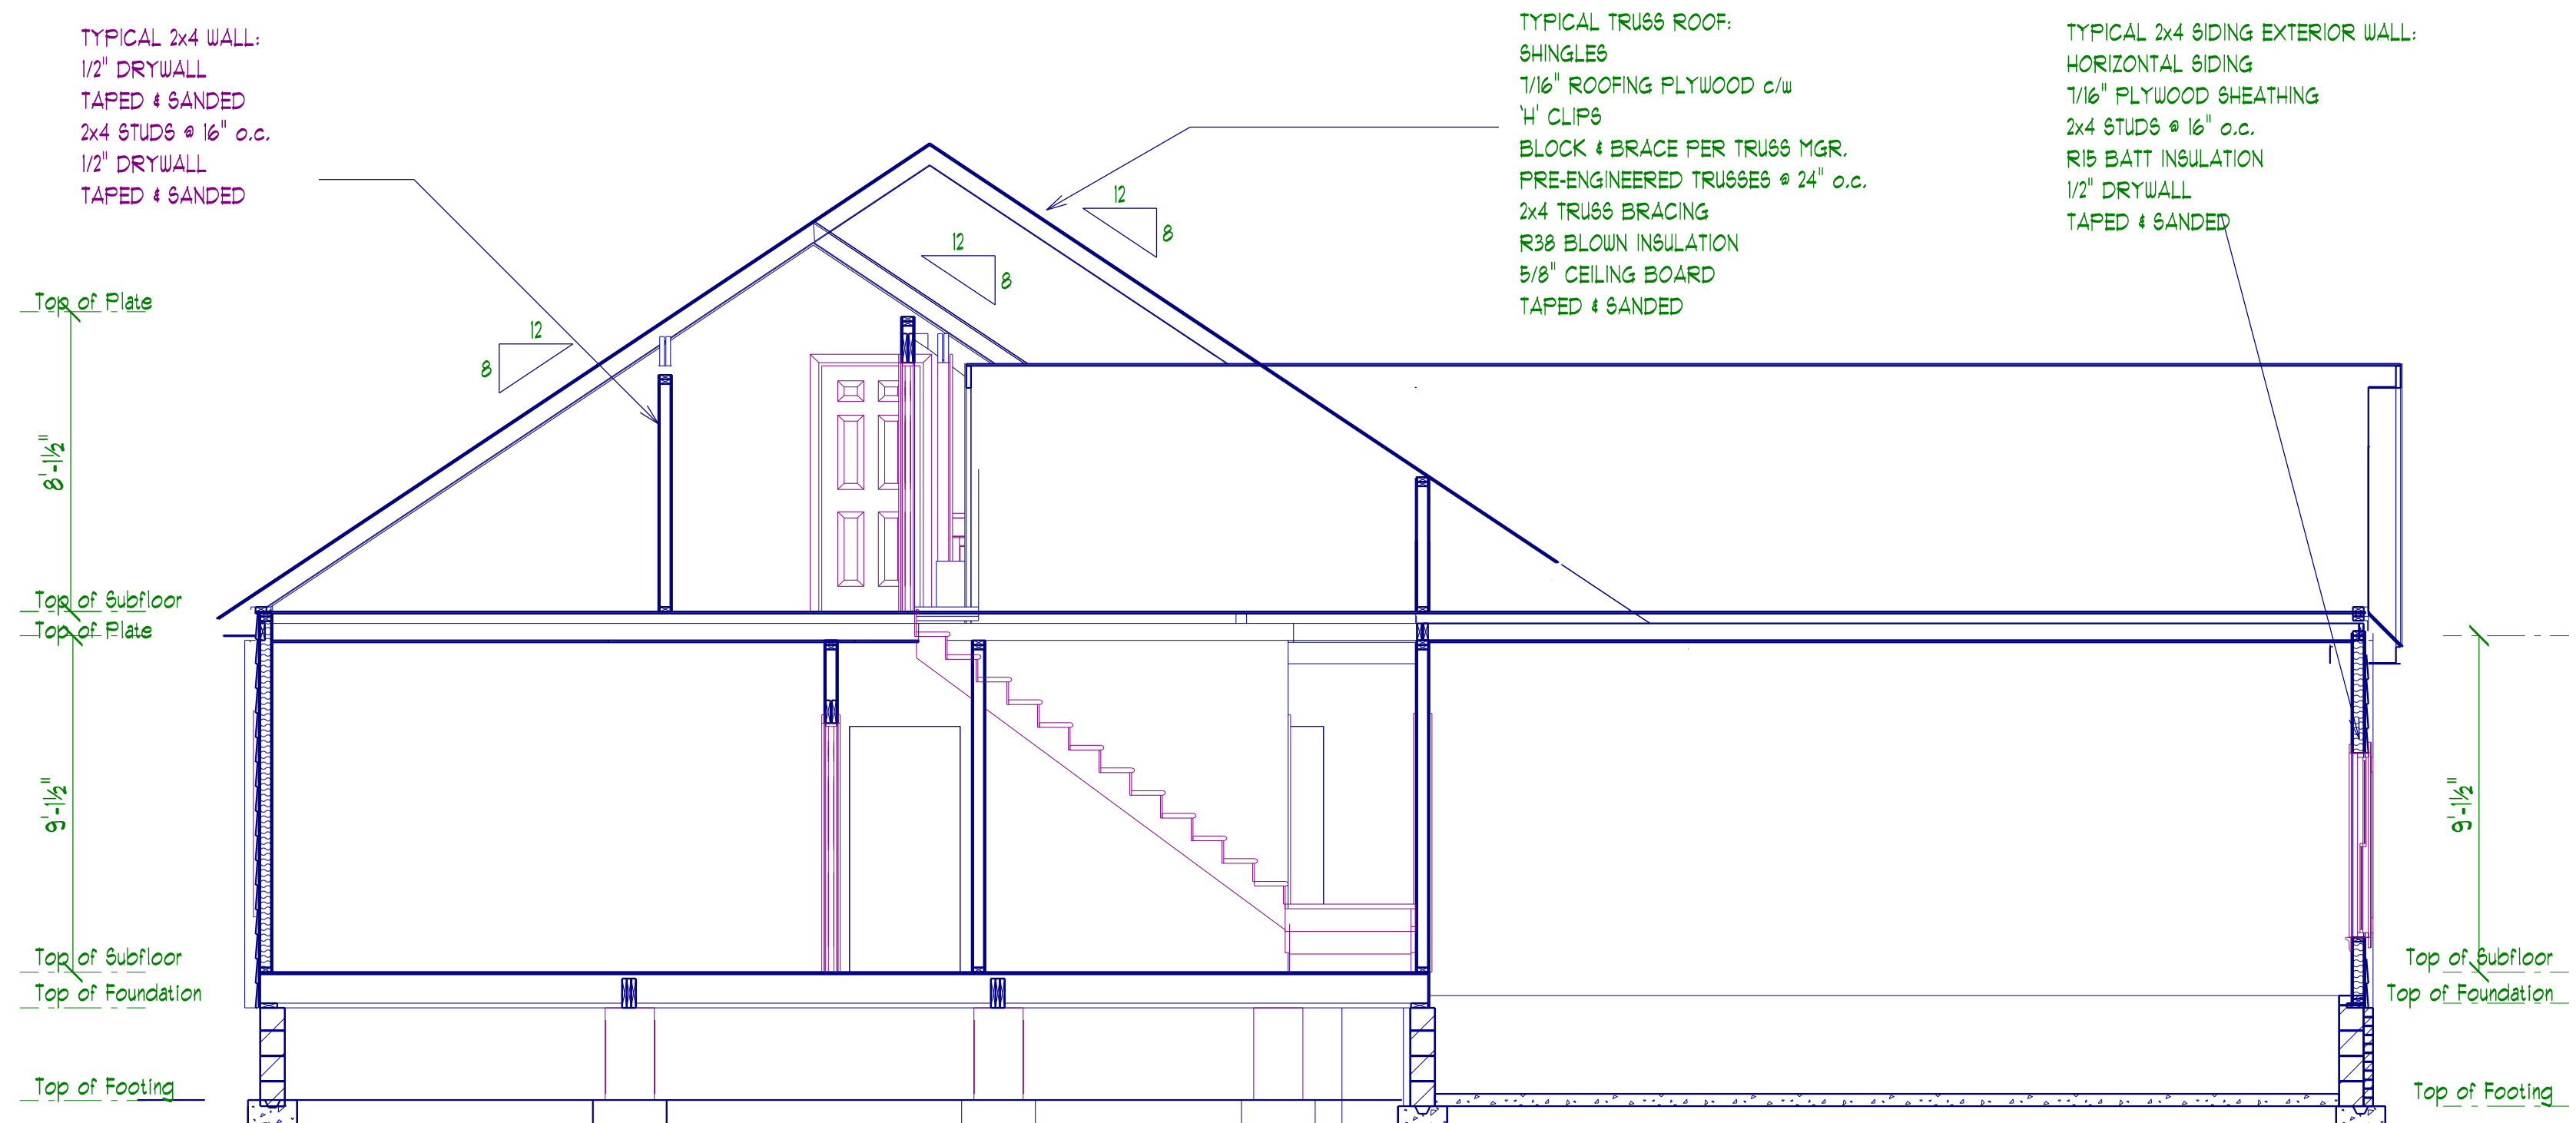 TYPICAL 2x4 WALL:
1/2" DRYWALL
TAPED & SANDED
2x4 STUDS @ 16" o.c.
1/2" DRYWALL
TAPED & SANDED
TYPICAL TRUSS ROOF:
SHINGLES
7/16" ROOFING PLYWOOD c/w
'H' CLIPS
BLOCK & BRACE PER TRUSS MGR.
PRE-ENGINEERED TRUSSES @ 24" o.c.
2x4 TRUSS BRACING
R38 BLOWN INSULATION
5/8" CEILING BOARD
TAPED & SANDED
TYPICAL 2x4 SIDING EXTERIOR WALL:
HORIZONTAL SIDING
7/16" PLYWOOD SHEATHING
2x4 STUDS @ 16" o.c.
R15 BATT INSULATION
1/2" DRYWALL
TAPED & SANDED
12
8
12
8
12
8
Top of Plate
8'-1½"
Top of Subfloor
Top of Plate
9'-1½"
Top of Subfloor
Top of Foundation
Top of Footing
9'-1½"
Top of Subfloor
Top of Foundation
Top of Footing